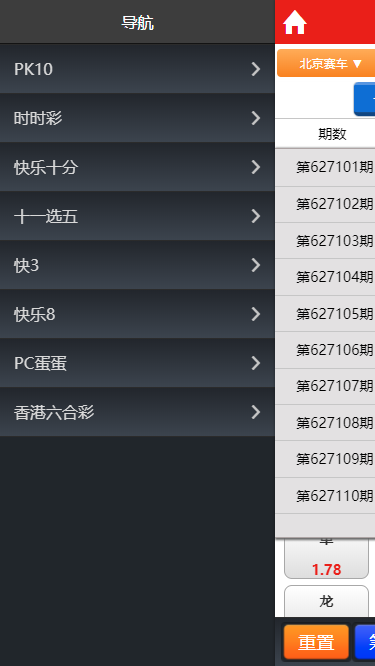 导航
PK10
时时彩
快乐十分
十一选五
快3
快乐8
PC蛋蛋
香港六合彩
北京赛车 ▼
期数
第627101期
第627102期
第627103期
第627104期
第627105期
第627106期
第627107期
第627108期
第627109期
第627110期
1.78
龙
重置